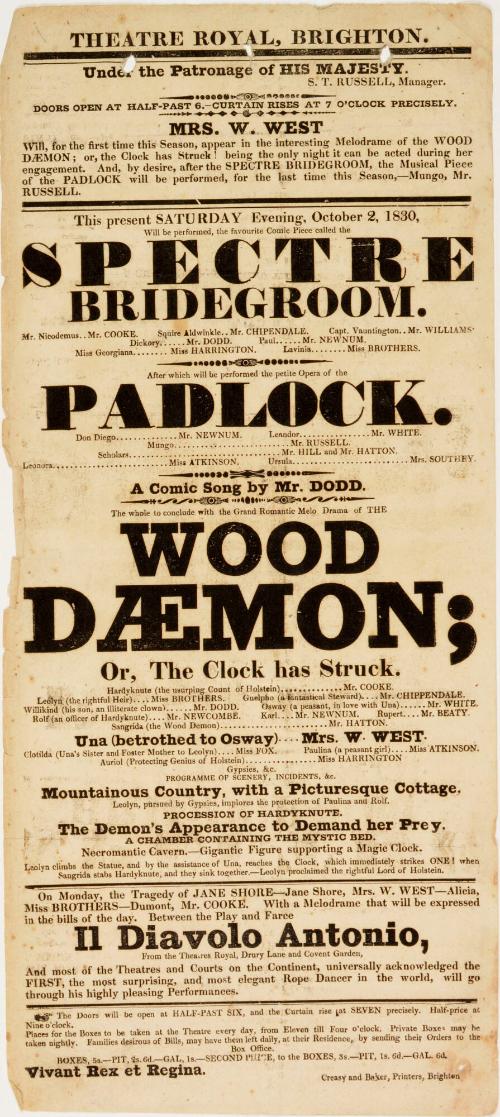 THEATRE ROYAL, BRIGHTON.
Under the Patronage of HIS MAJESTY.
S. T. RUSSELL, Manager.
DOORS OPEN AT HALF-PAST 6.—CURTAIN RISES AT 7 O'CLOCK PRECISELY.
MRS. W. WEST
Will, for the first time this Season, appear in the interesting Melodrame of the WOOD
DÆMON; or, the Clock has Struck! being the only night it can be acted during her
engagement. And, by desire, after the SPECTRE BRIDEGROOM, the Musical Piece
of the PADLOCK will be performed, for the last time this Season,—Mungo, Mr.
RUSSELL.
This present SATURDAY Evening, October 2, 1830,
Will be performed, the favourite Comic Piece called the
SPECTRE
BRIDEGROOM.
Mr. Nicodemus..Mr. COOKE. Squire Aldwinkle..Mr. CHIPENDALE. Capt. Vauntington..Mr. WILLIAMS.
Dickory......Mr. DODD. Paul......Mr. NEWNUM.
Miss Georgiana........Miss HARRINGTON. Lavinia........Miss BROTHERS.
After which will be performed the petite Opera of the
PADLOCK.
Don Diego............Mr. NEWNUM. Leander............Mr. WHITE.
Mungo............................Mr. RUSSELL.
Scholars............................Mr. HILL and Mr. HATTON.
Leonora............................Miss ATKINSON. Ursula............................Mrs. SOUTHEY.
A Comic Song by Mr. DODD.
The whole to conclude with the Grand Romantic Melo Drama of THE
WOOD
DÆMON;
Or, The Clock has Struck.
Hardyknute (the usurping Count of Holstein)..............Mr. COOKE.
Leolyn (the rightful Heir)....Miss BROTHERS. Guelpho (a fantastical Steward)....Mr. CHIPPENDALE.
Willikind (his son, an illiterate clown)......Mr. DODD. Osway (a peasant, in love with Una)......Mr. WHITE.
Rolf (an officer of Hardyknute)....Mr. NEWCOMBE. Karl....Mr. NEWNUM. Rupert....Mr. BEATY.
Sangrida (the Wood Demon)............................Mr. HATTON.
Una (betrothed to Osway)....Mrs. W. WEST.
Clotilda (Una's Sister and Foster Mother to Leolyn)....Miss FOX. Paulina (a peasant girl)....Miss ATKINSON.
Auriol (Protecting Genius of Holstein)..................Miss HARRINGTON
Gypsies, &c.
PROGRAMME OF SCENERY, INCIDENTS, &c.
Mountainous Country, with a Picturesque Cottage.
Leolyn, pursued by Gypsies, implores the protection of Paulina and Rolf.
PROCESSION OF HARDYKNUTE.
The Demon's Appearance to Demand her Prey.
A CHAMBER CONTAINING THE MYSTIC BED.
Necromantic Cavern.—Gigantic Figure supporting a Magic Clock.
Leolyn climbs the Statue, and by the assistance of Una, reaches the Clock, which immediately strikes ONE! when
Sangrida stabs Hardyknute, and they sink together.—Leolyn proclaimed the rightful Lord of Holstein.
On Monday, the Tragedy of JANE SHORE—Jane Shore, Mrs. W. WEST—Alicia,
Miss BROTHERS—Dumont, Mr. COOKE. With a Melodrame that will be expressed
in the bills of the day. Between the Play and Farce
Il Diavolo Antonio,
From the Theatres Royal, Drury Lane and Covent Garden,
And most of the Theatres and Courts on the Continent, universally acknowledged the
FIRST, the most surprising, and most elegant Rope Dancer in the world, will go
through his highly pleasing Performances.
The Doors will be open at HALF-PAST SIX, and the Curtain rise at SEVEN precisely. Half-price at
Nine o'clock.
Places for the Boxes to be taken at the Theatre every day, from Eleven till Four o'clock. Private Boxes may be
taken nightly. Families desirous of Bills, may have them left daily, at their Residence, by sending their Orders to the
Box Office.
BOXES, 5s.—PIT, 2s. 6d.—GAL, 1s.—SECOND PRICE, to the BOXES, 3s.—PIT, 1s. 6d.—GAL. 6d.
Vivant Rex et Regina.
Creasy and Baker, Printers, Brighton